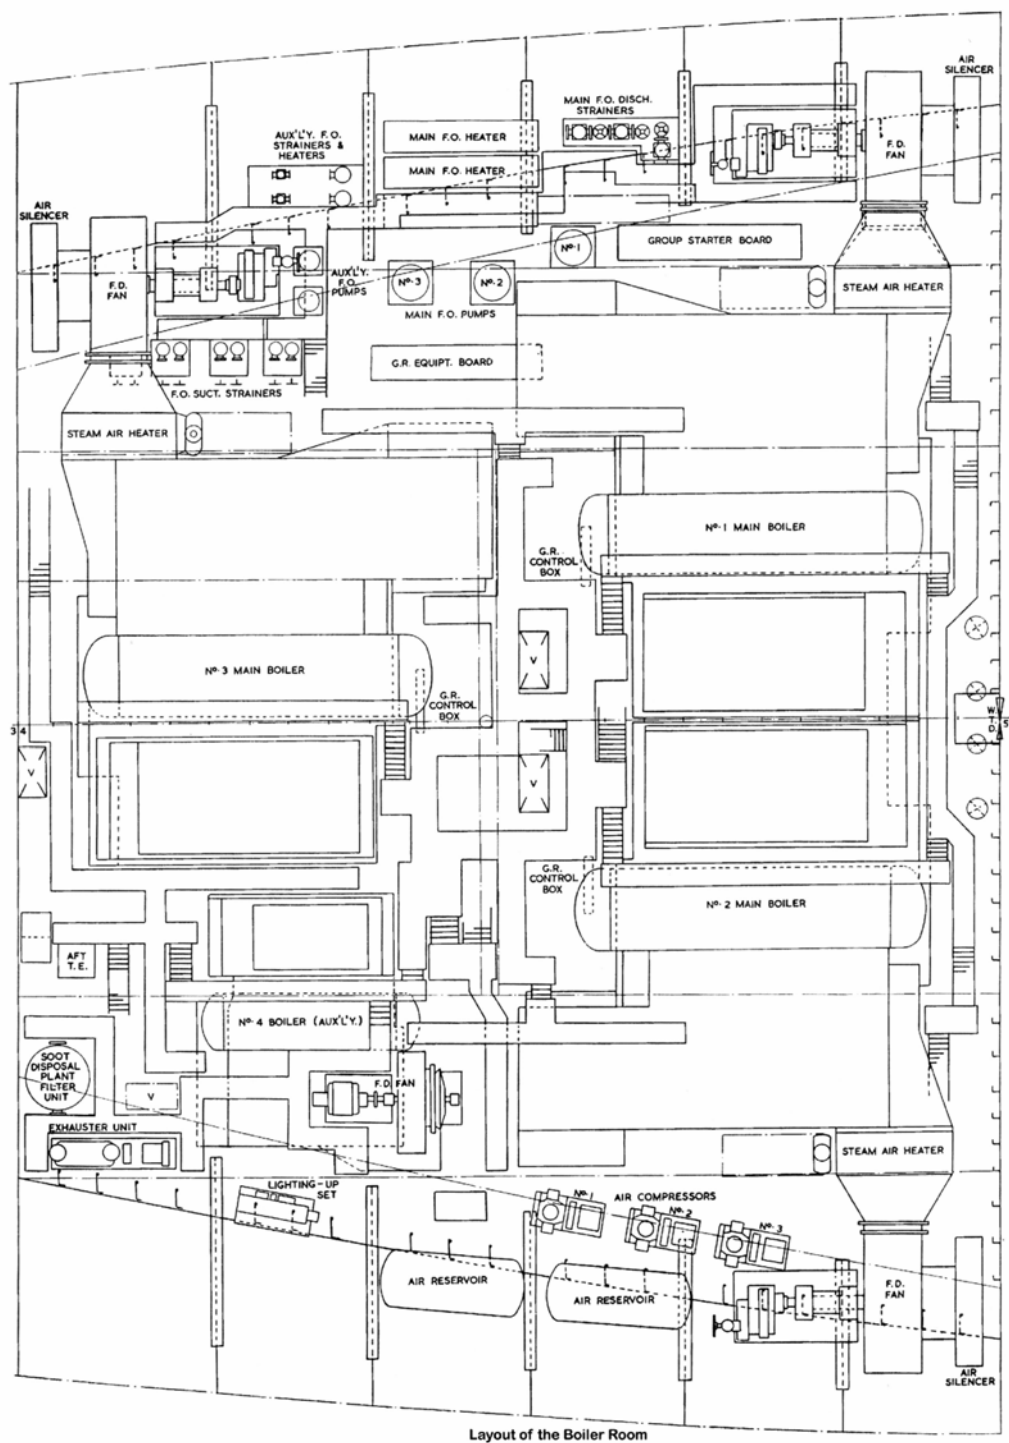 AIR
SILENCER
MAIN F.O. DISCH.
STRAINERS
AUX'L'Y. F.O.
STRAINERS &
HEATERS
MAIN F.O. HEATER
MAIN F.O. HEATER
F.D.
FAN
AIR
SILENCER
Nº·1
GROUP STARTER BOARD
F.D.
FAN
AUX'L'Y.
F.O.
PUMPS
Nº·3
Nº·2
MAIN F.O. PUMPS
STEAM AIR HEATER
G.R. EQUIPT. BOARD
F.O. SUCT. STRAINERS
STEAM AIR HEATER
Nº·1 MAIN BOILER
G.R.
CONTROL
BOX
V
Nº·3 MAIN BOILER
G.R.
CONTROL
BOX
W.
T.
D.
34
5
V
V
G.R.
CONTROL
BOX
Nº·2 MAIN BOILER
AFT
T.E.
Nº·4 BOILER (AUX'L'Y.)
SOOT
DISPOSAL
PLANT
FILTER
UNIT
F.D. FAN
V
EXHAUSTER UNIT
STEAM AIR HEATER
LIGHTING-UP
SET
Nº·1
AIR COMPRESSORS
Nº·2
Nº·3
AIR RESERVOIR
AIR RESERVOIR
F.D.
FAN
AIR
SILENCER
Layout of the Boiler Room